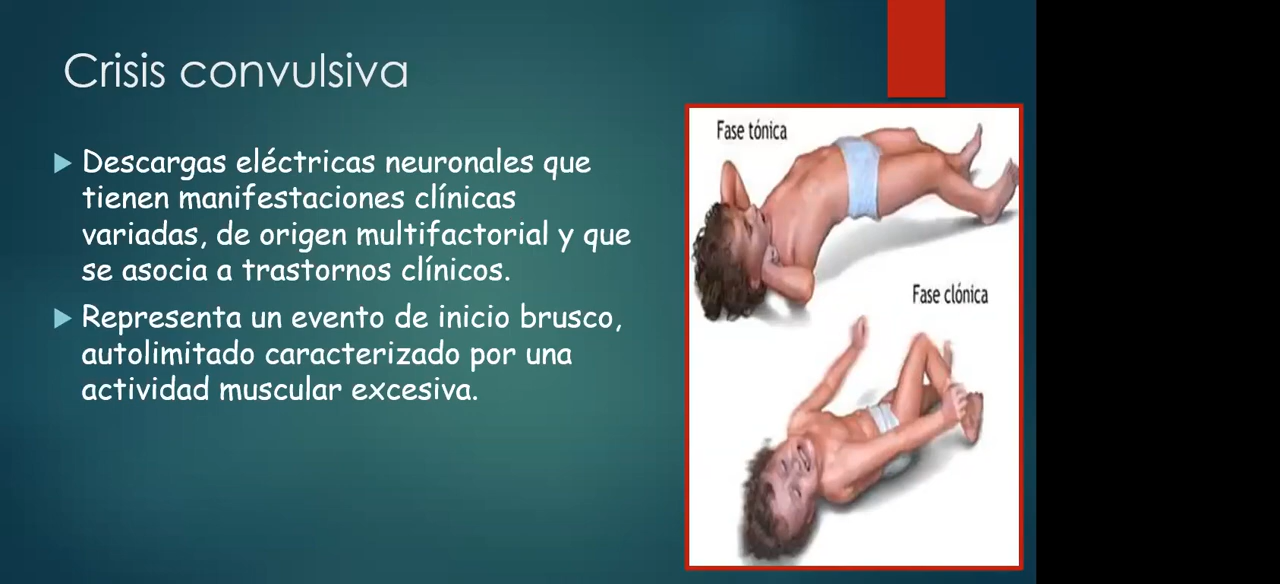 Crisis convulsiva
Descargas eléctricas neuronales que
tienen manifestaciones clínicas
variadas, de origen multifactorial y que
se asocia a trastornos clínicos.
Representa un evento de inicio brusco,
autolimitado caracterizado por una
actividad muscular excesiva.
Fase tónica
Fase clónica